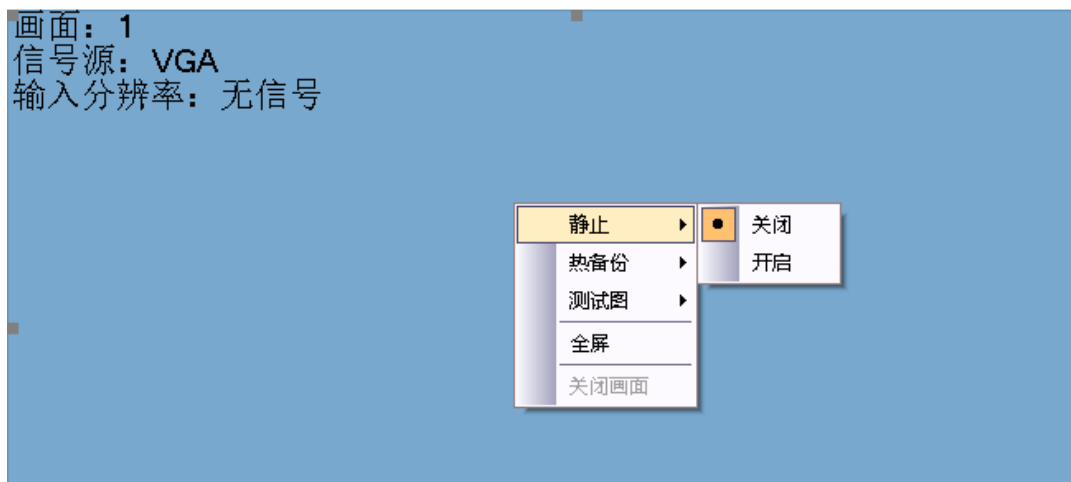 画面：1
信号源：VGA
输入分辨率：无信号
静止
热备份
测试图
全屏
关闭画面
关闭
开启